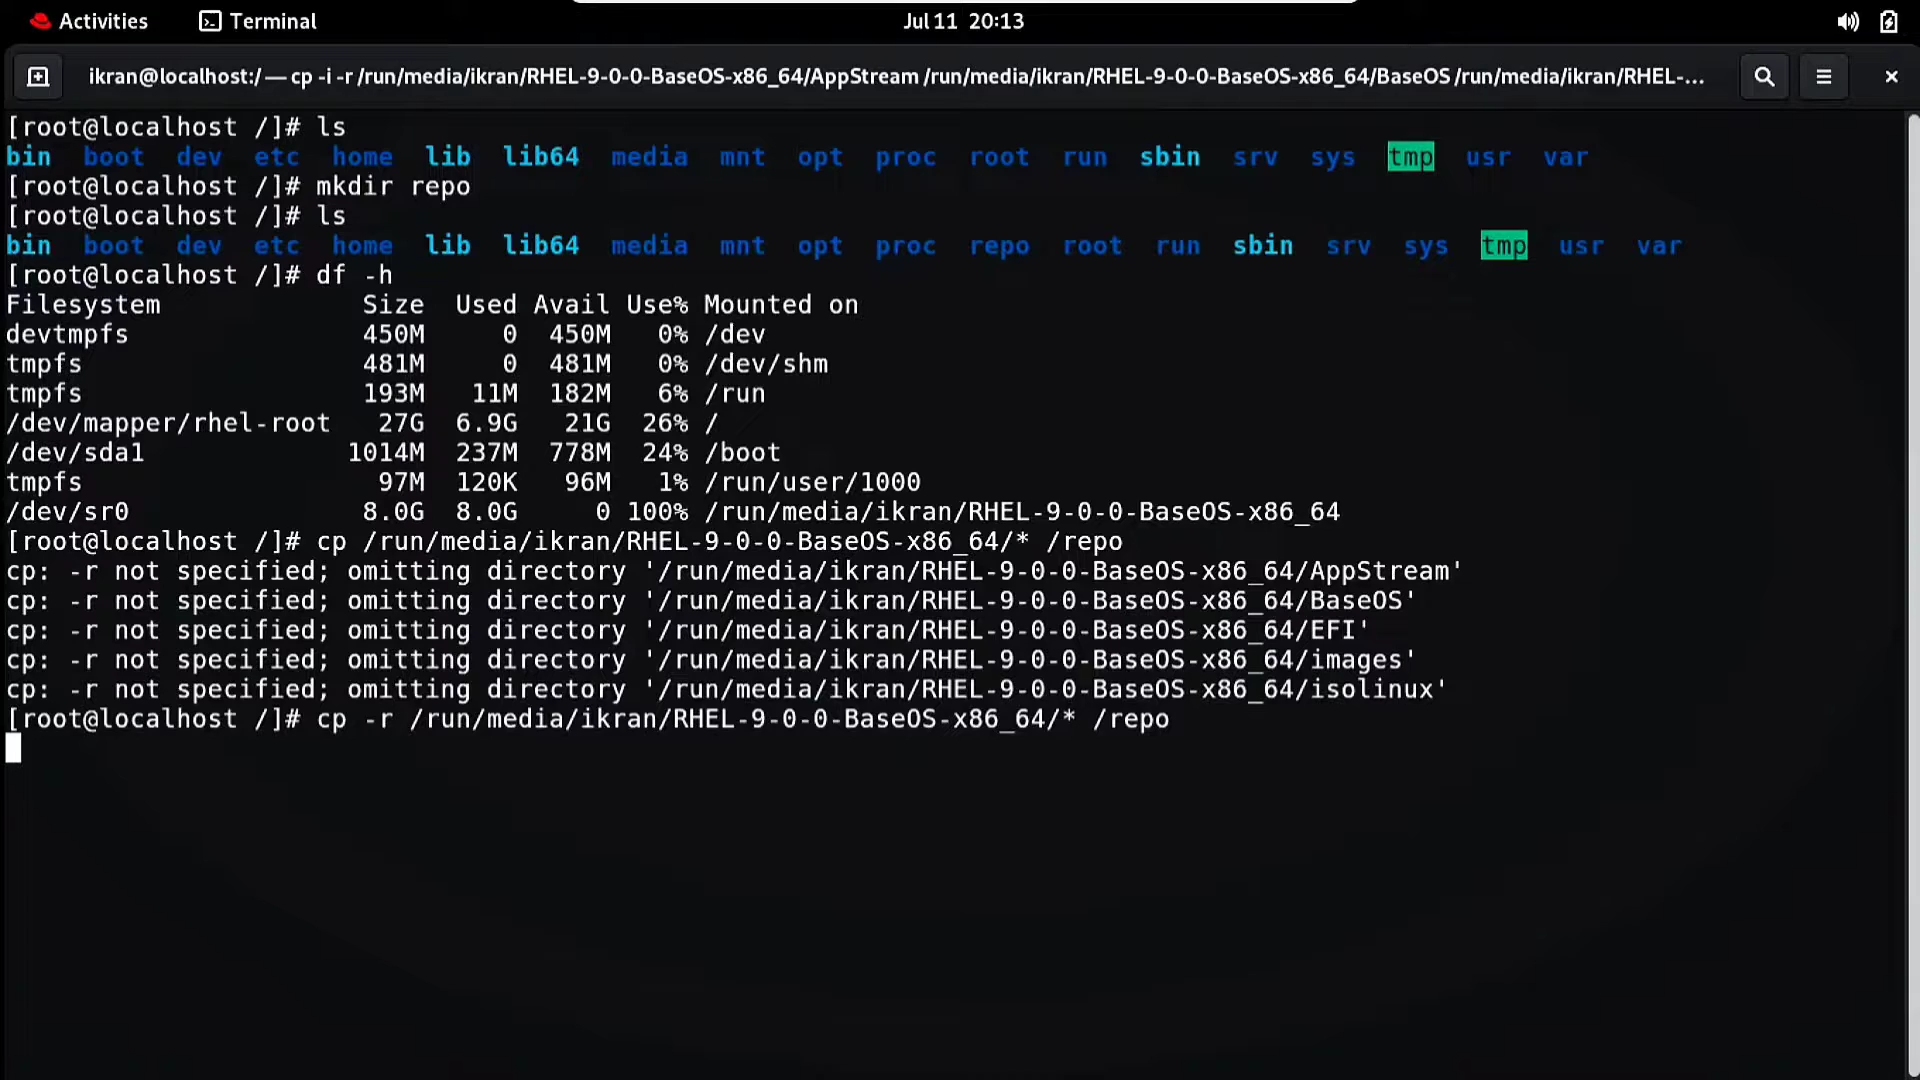 Activities Terminal Jul 11 20:13
ikran@localhost:/ — cp -i -r /run/media/ikran/RHEL-9-0-0-BaseOS-x86_64/AppStream /run/media/ikran/RHEL-9-0-0-BaseOS-x86_64/BaseOS /run/media/ikran/RHEL-...
[root@localhost /]# ls
bin boot dev etc home lib lib64 media mnt opt proc root run sbin srv sys tmp usr var
[root@localhost /]# mkdir repo
[root@localhost /]# ls
bin boot dev etc home lib lib64 media mnt opt proc repo root run sbin srv sys tmp usr var
[root@localhost /]# df -h
Filesystem Size Used Avail Use% Mounted on
devtmpfs 450M 0 450M 0% /dev
tmpfs 481M 0 481M 0% /dev/shm
tmpfs 193M 11M 182M 6% /run
/dev/mapper/rhel-root 27G 6.9G 21G 26% /
/dev/sda1 1014M 237M 778M 24% /boot
tmpfs 97M 120K 96M 1% /run/user/1000
/dev/sr0 8.0G 8.0G 0 100% /run/media/ikran/RHEL-9-0-0-BaseOS-x86_64
[root@localhost /]# cp /run/media/ikran/RHEL-9-0-0-BaseOS-x86_64/* /repo
cp: -r not specified; omitting directory '/run/media/ikran/RHEL-9-0-0-BaseOS-x86_64/AppStream'
cp: -r not specified; omitting directory '/run/media/ikran/RHEL-9-0-0-BaseOS-x86_64/BaseOS'
cp: -r not specified; omitting directory '/run/media/ikran/RHEL-9-0-0-BaseOS-x86_64/EFI'
cp: -r not specified; omitting directory '/run/media/ikran/RHEL-9-0-0-BaseOS-x86_64/images'
cp: -r not specified; omitting directory '/run/media/ikran/RHEL-9-0-0-BaseOS-x86_64/isolinux'
[root@localhost /]# cp -r /run/media/ikran/RHEL-9-0-0-BaseOS-x86_64/* /repo